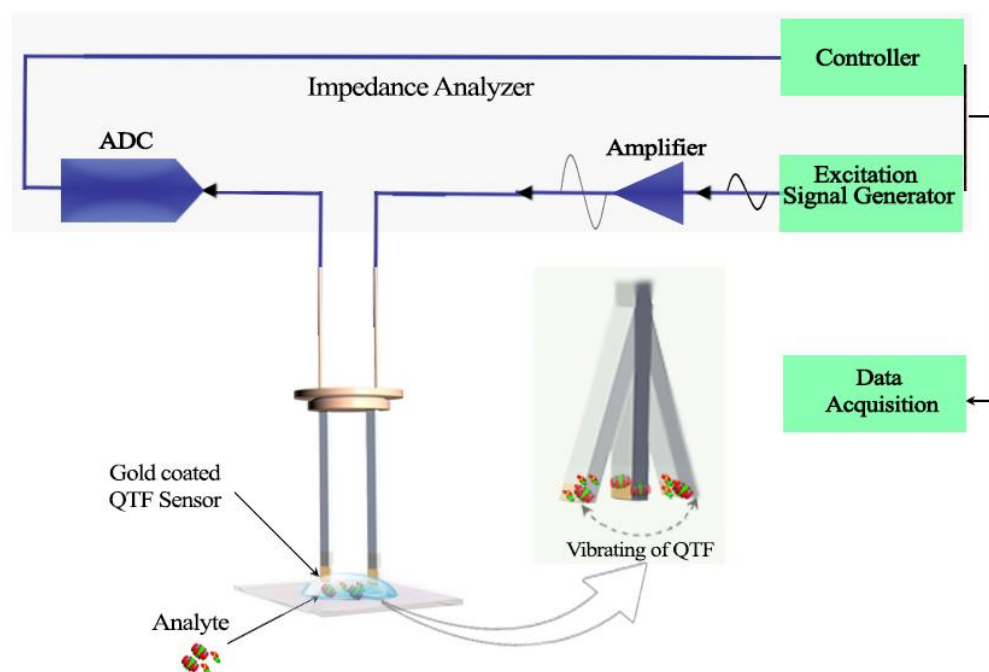 Controller
Impedance Analyzer
ADC
Amplifier
Excitation
Signal Generator
Data
Acquisition
Gold coated
QTF Sensor
Vibrating of QTF
Analyte